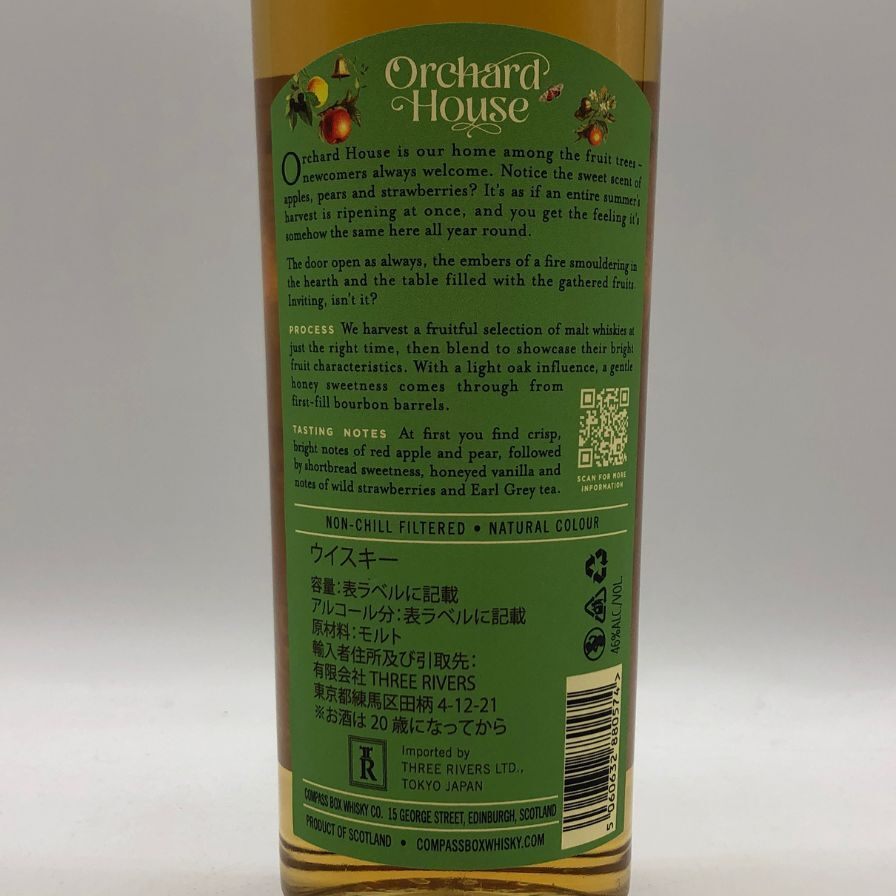 Orchard
House
Orchard House is our home among the fruit trees –
newcomers always welcome. Notice the sweet scent of
apples, pears and strawberries? It's as if an entire summer's
harvest is ripening at once, and you get the feeling it's
somehow the same here all year round.
The door open as always, the embers of a fire smouldering in
the hearth and the table filled with the gathered fruits.
Inviting, isn't it?
PROCESS We harvest a fruitful selection of malt whiskies at
just the right time, then blend to showcase their bright
fruit characteristics. With a light oak influence, a gentle
honey sweetness comes through from
first-fill bourbon barrels.
TASTING NOTES At first you find crisp,
bright notes of red apple and pear, followed
by shortbread sweetness, honeyed vanilla and
notes of wild strawberries and Earl Grey tea.
SCAN FOR MORE
INFORMATION
NON-CHILL FILTERED • NATURAL COLOUR
ウイスキー
容量:表ラベルに記載
アルコール分:表ラベルに記載
原材料:モルト
輸入者住所及び引取先:
有限会社 THREE RIVERS
東京都練馬区田柄 4-12-21
※お酒は 20 歳になってから
46%ALC./VOL.
TR
Imported by
THREE RIVERS LTD.,
TOKYO JAPAN
5 060632 880574 >
COMPASS BOX WHISKY CO. 15 GEORGE STREET, EDINBURGH, SCOTLAND
PRODUCT OF SCOTLAND • COMPASSBOXWHISKY.COM